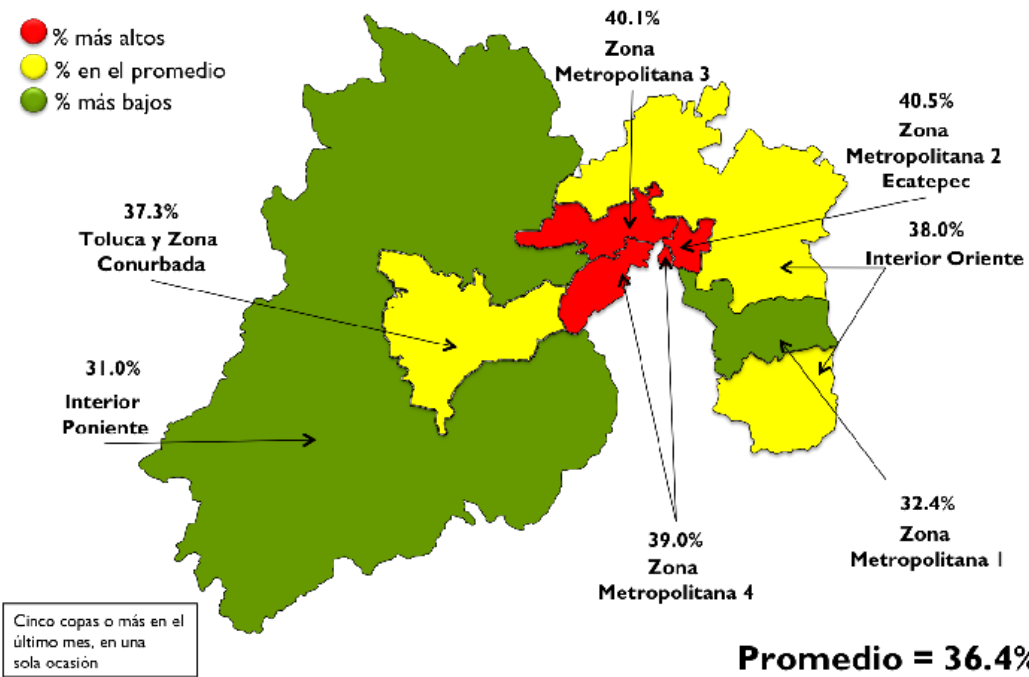 % más altos
% en el promedio
% más bajos
40.1%
Zona
Metropolitana 3
40.5%
Zona
Metropolitana 2
Ecatepec
37.3%
Toluca y Zona
Conurbada
38.0%
Interior Oriente
31.0%
Interior
Poniente
32.4%
Zona
Metropolitana 1
39.0%
Zona
Metropolitana 4
Cinco copas o más en el
último mes, en una
sola ocasión
Promedio = 36.4%